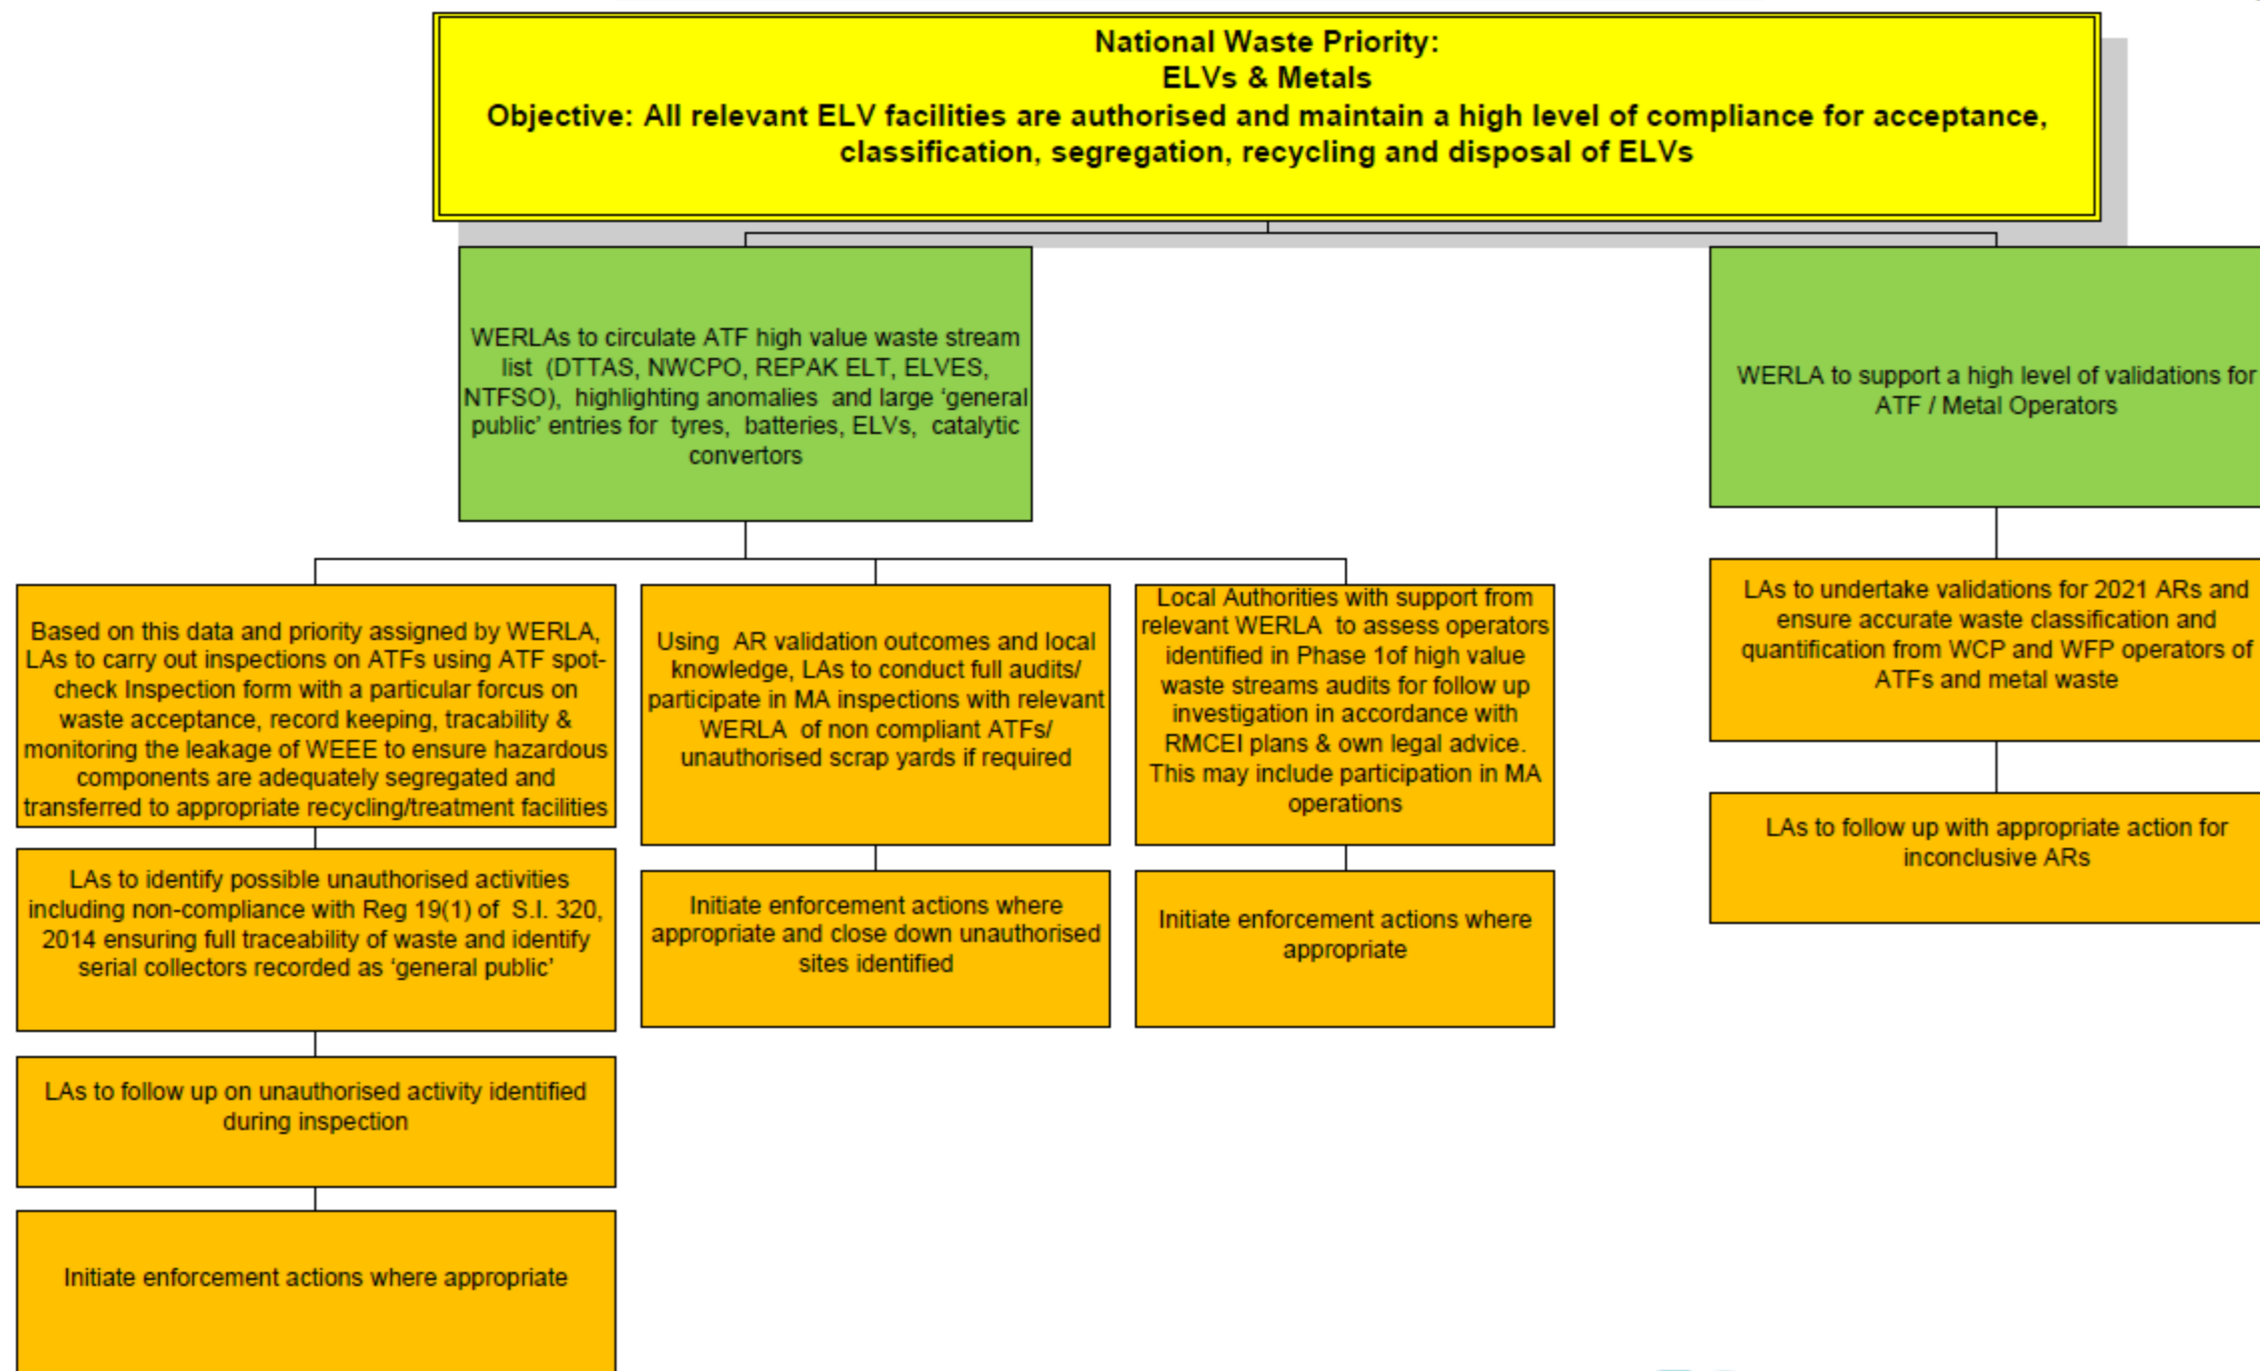 National Waste Priority:
ELVs & Metals
Objective: All relevant ELV facilities are authorised and maintain a high level of compliance for acceptance,
classification, segregation, recycling and disposal of ELVs
WERLAs to circulate ATF high value waste stream
list (DTTAS, NWCPO, REPAK ELT, ELVES,
NTFSO), highlighting anomalies and large ‘general
public’ entries for tyres, batteries, ELVs, catalytic
convertors
WERLA to support a high level of validations for
ATF / Metal Operators
Based on this data and priority assigned by WERLA,
LAs to carry out inspections on ATFs using ATF spot-
check Inspection form with a particular forcus on
waste acceptance, record keeping, tracability &
monitoring the leakage of WEEE to ensure hazardous
components are adequately segregated and
transferred to appropriate recycling/treatment facilities
LAs to identify possible unauthorised activities
including non-compliance with Reg 19(1) of S.I. 320,
2014 ensuring full traceability of waste and identify
serial collectors recorded as ‘general public’
LAs to follow up on unauthorised activity identified
during inspection
Initiate enforcement actions where appropriate
Using AR validation outcomes and local
knowledge, LAs to conduct full audits/
participate in MA inspections with relevant
WERLA of non compliant ATFs/
unauthorised scrap yards if required
Initiate enforcement actions where
appropriate and close down unauthorised
sites identified
Local Authorities with support from
relevant WERLA to assess operators
identified in Phase 1of high value
waste streams audits for follow up
investigation in accordance with
RMCEI plans & own legal advice.
This may include participation in MA
operations
Initiate enforcement actions where
appropriate
LAs to undertake validations for 2021 ARs and
ensure accurate waste classification and
quantification from WCP and WFP operators of
ATFs and metal waste
LAs to follow up with appropriate action for
inconclusive ARs